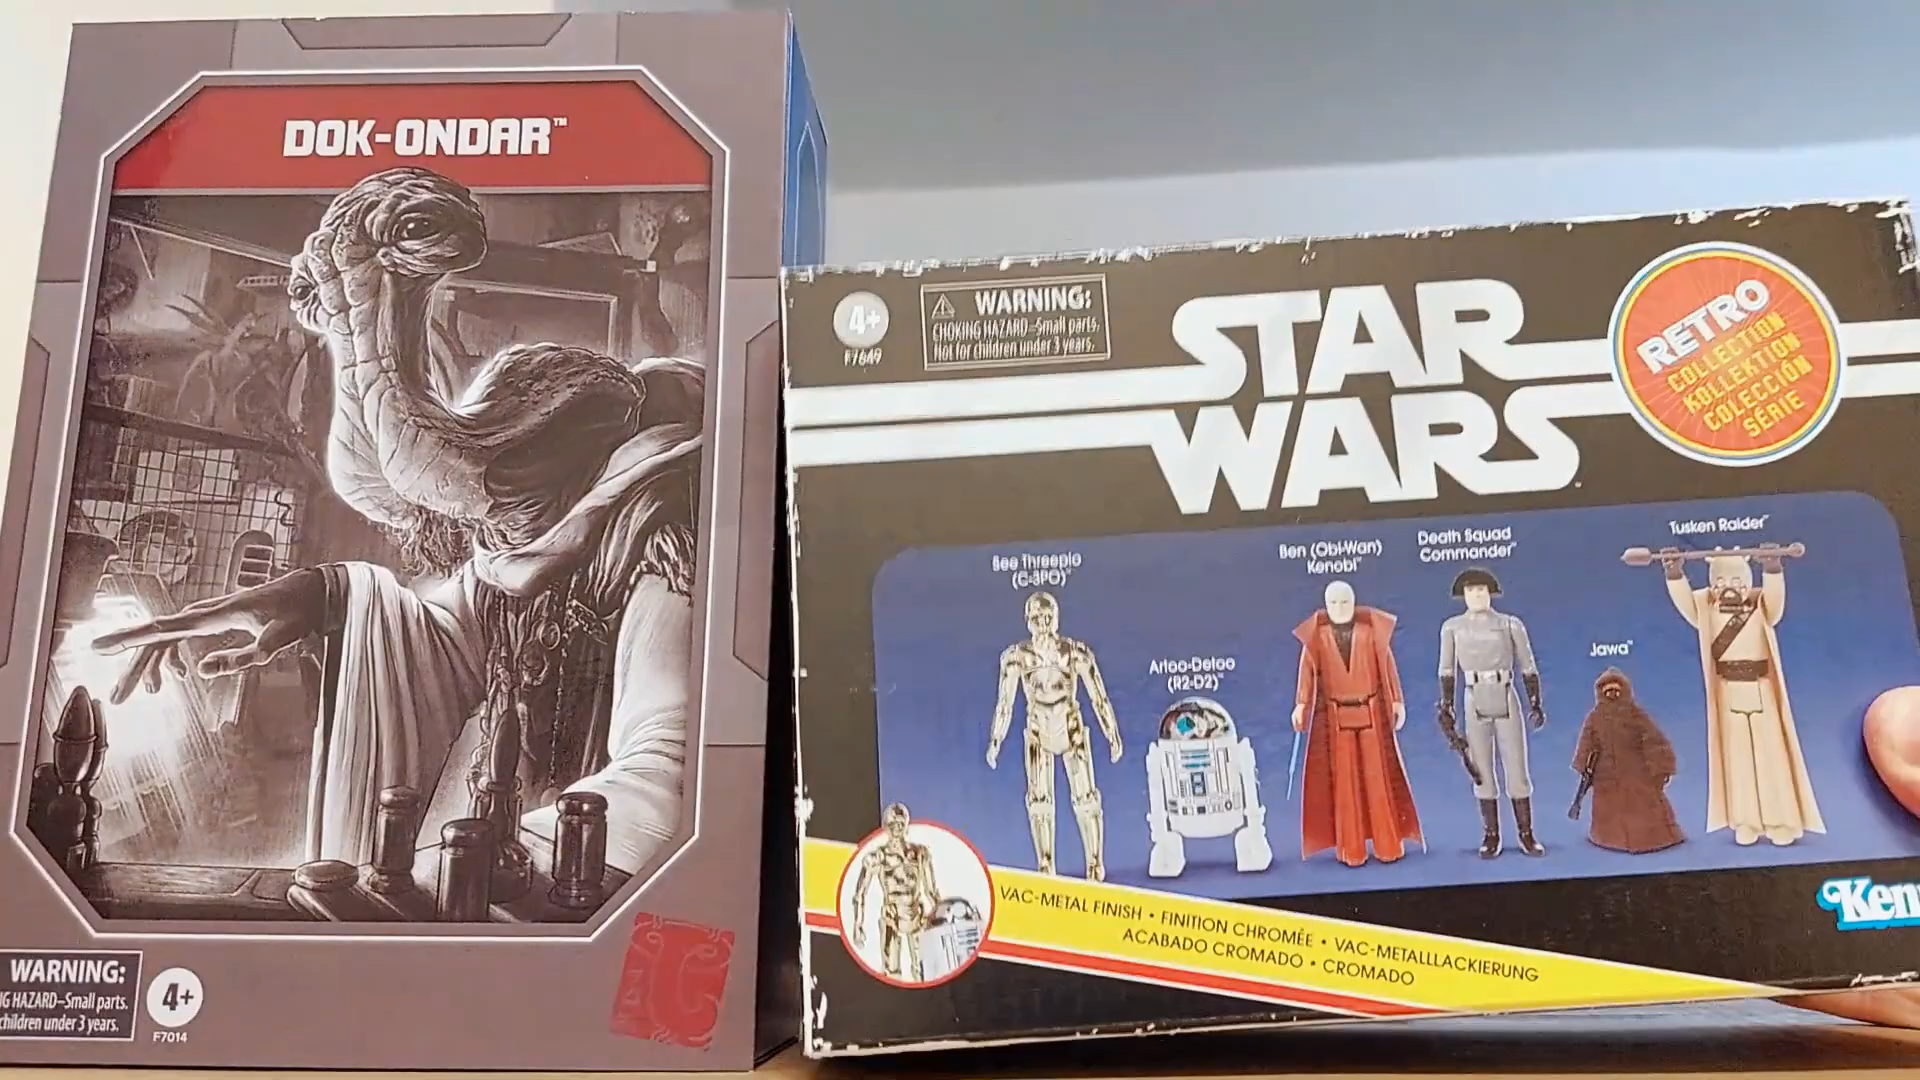 DOK-ONDAR™
WARNING:
NG HAZARD–Small parts.
children under 3 years.
4+
F7014
4+
F7649
WARNING:
CHOKING HAZARD–Small parts.
Not for children under 3 years.
STAR
WARS
RETRO
COLLECTION
KOLLEKTION
COLECCIÓN
SÉRIE
See Threepio
(C-3PO)™
Artoo-Detoo
(R2-D2)™
Ben (Obi-Wan)
Kenobi™
Death Squad
Commander™
Jawa™
Tusken Raider™
Ken
VAC-METAL FINISH • FINITION CHROMÉE • VAC-METALLLACKIERUNG
ACABADO CROMADO • CROMADO